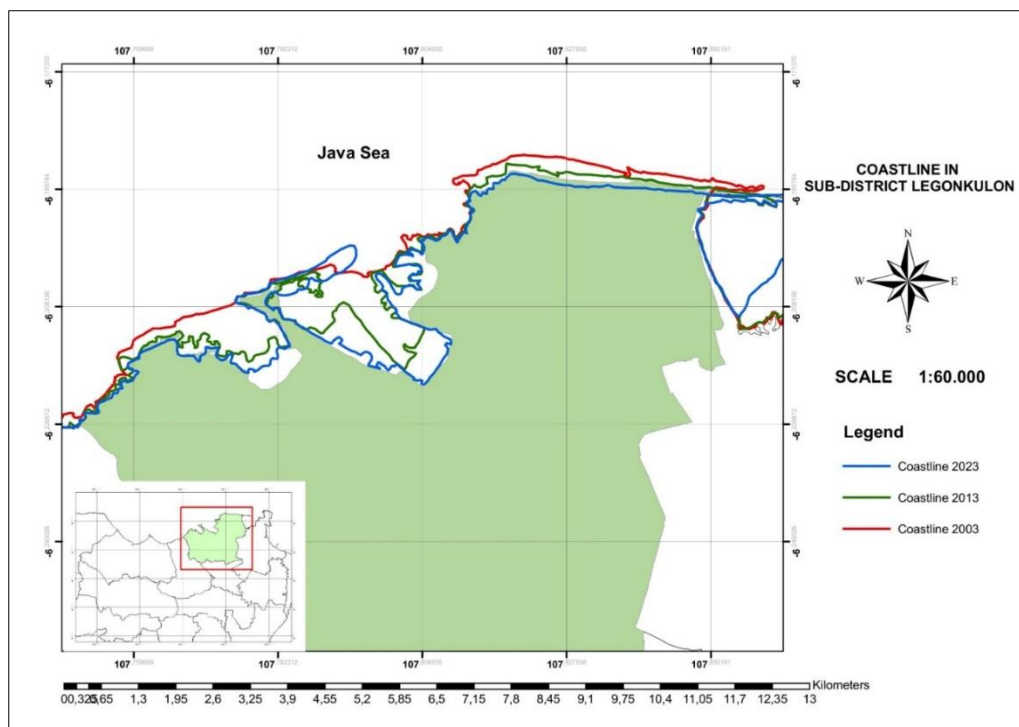 107 107 107 107 107
-6 -6
-6 -6
-6 -6
-6 -6
-6 -6
Java Sea
COASTLINE IN
SUB-DISTRICT LEGONKULON
N
W E
S
SCALE 1:60.000
Legend
Coastline 2023
Coastline 2013
Coastline 2003
107 107 107 107 107
Kilometers
00,3250,65 1,3 1,95 2,6 3,25 3,9 4,55 5,2 5,85 6,5 7,15 7,8 8,45 9,1 9,75 10,4 11,05 11,7 12,35 13